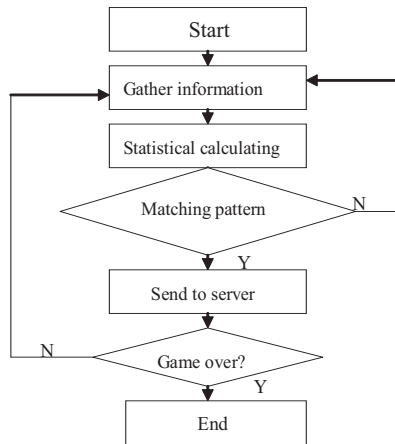 Start
Gather information
Statistical calculating
Matching pattern
N
Y
Send to server
N
Game over?
Y
End